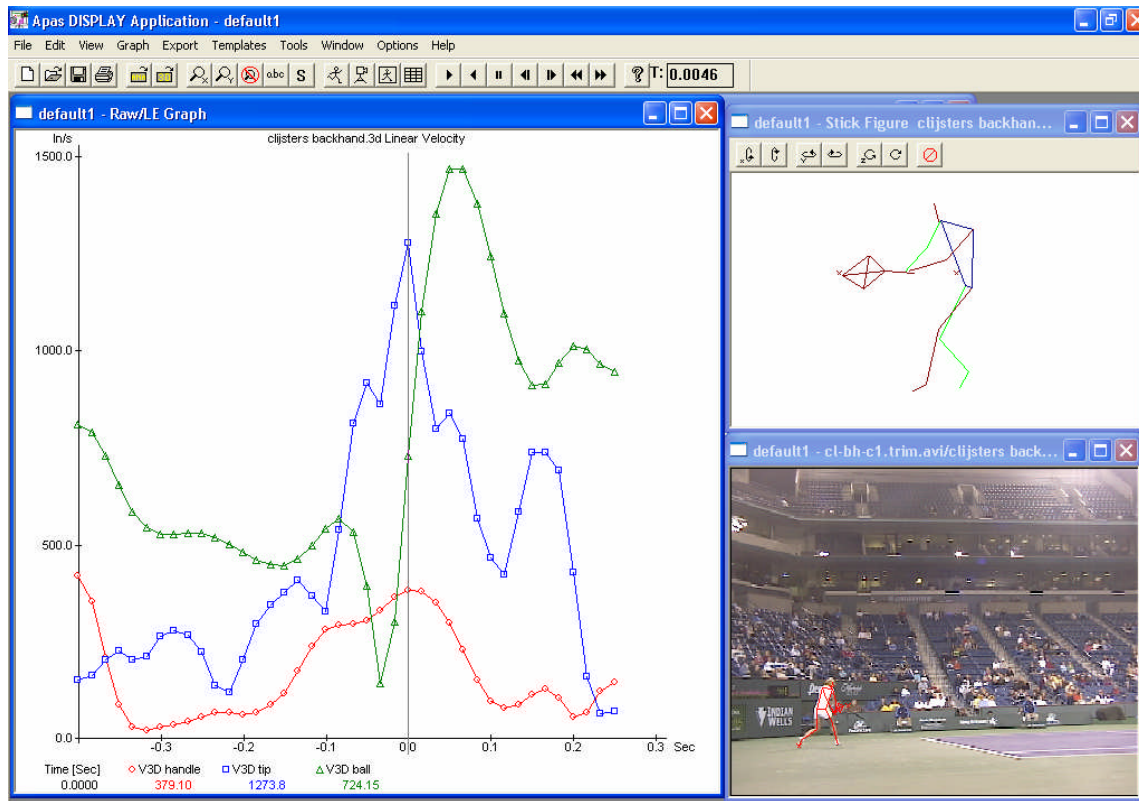 Apas DISPLAY Application - default1
File Edit View Graph Export Templates Tools Window Options Help
X Y abc S ? T: 0.0046
default1 - Raw/LE Graph
In/s
clijsters backhand.3d Linear Velocity
1500.0
1000.0
500.0
0.0
-0.3 -0.2 -0.1 0.0 0.1 0.2 0.3 Sec
Time [Sec] V3D handle V3D tip V3D ball
0.0000 379.10 1273.8 724.15
default1 - Stick Figure clijsters backhan...
x Y z
default1 - cl-bh-c1.trim.avi/clijsters back...
INDIAN
WELLS